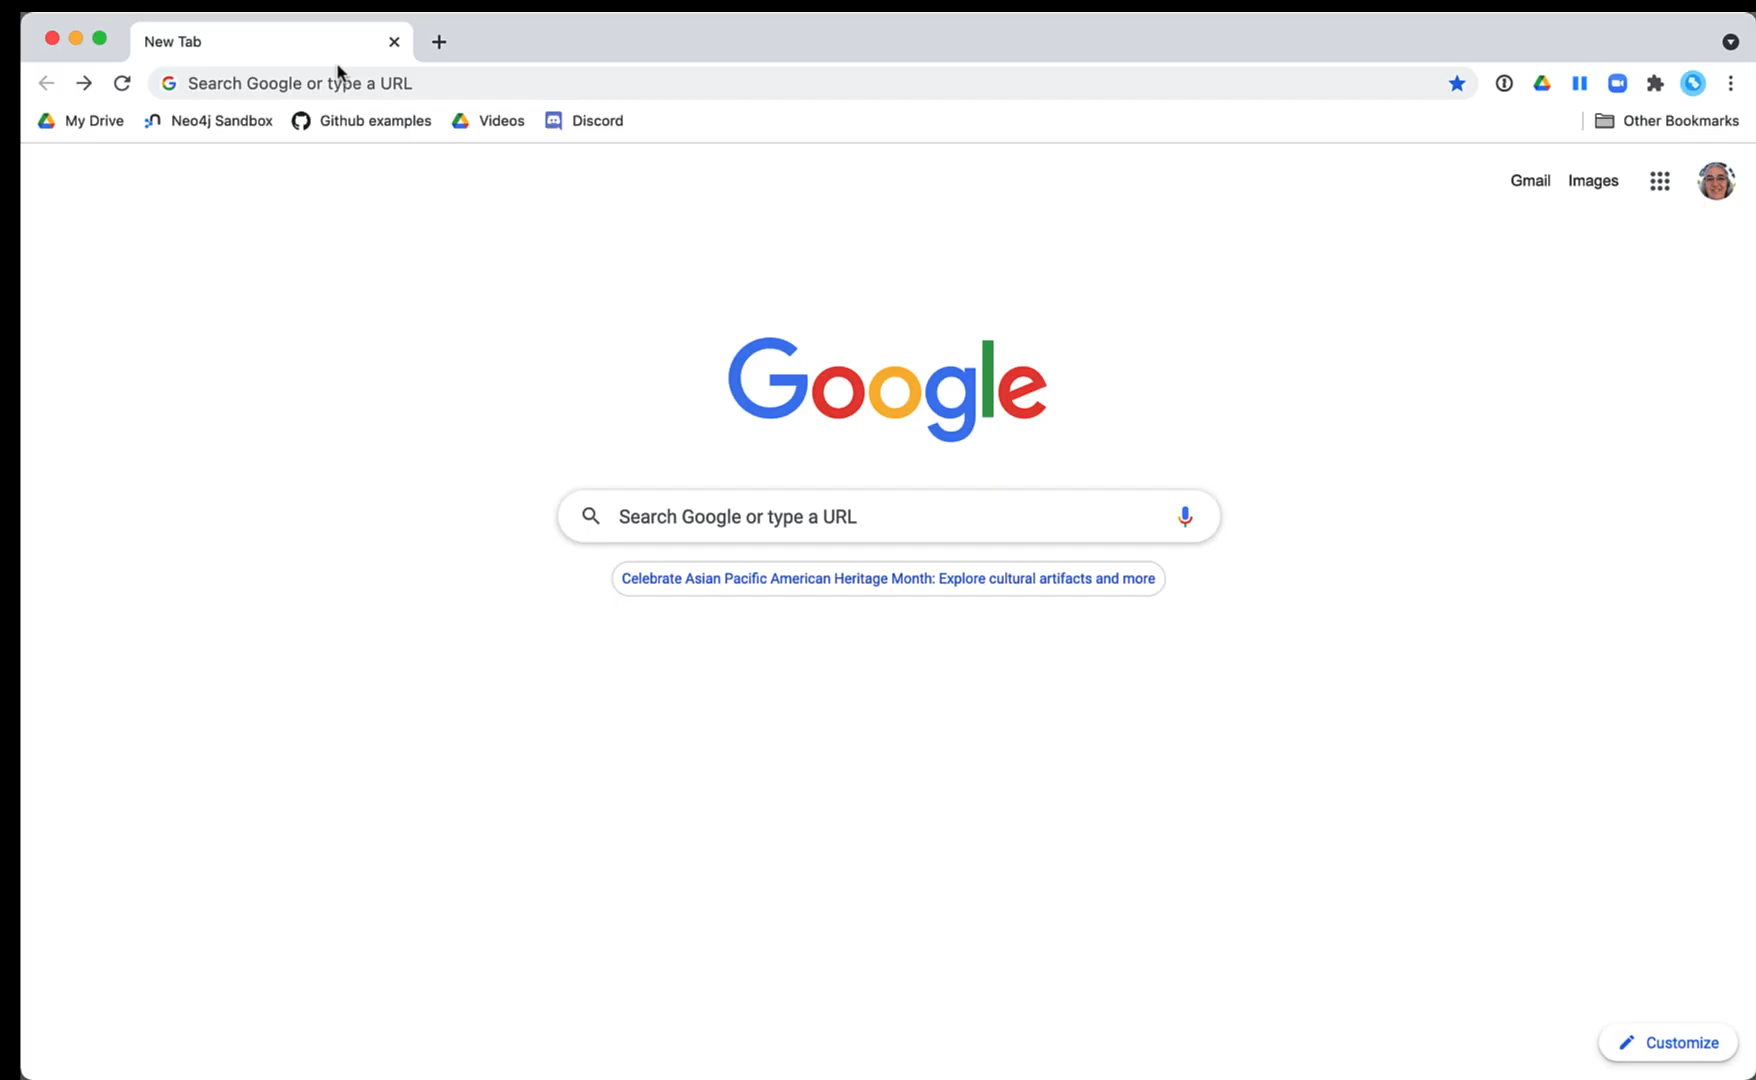 New Tab
Search Google or type a URL
My Drive Neo4j Sandbox Github examples Videos Discord Other Bookmarks
Gmail Images
Google
Search Google or type a URL
Celebrate Asian Pacific American Heritage Month: Explore cultural artifacts and more
Customize